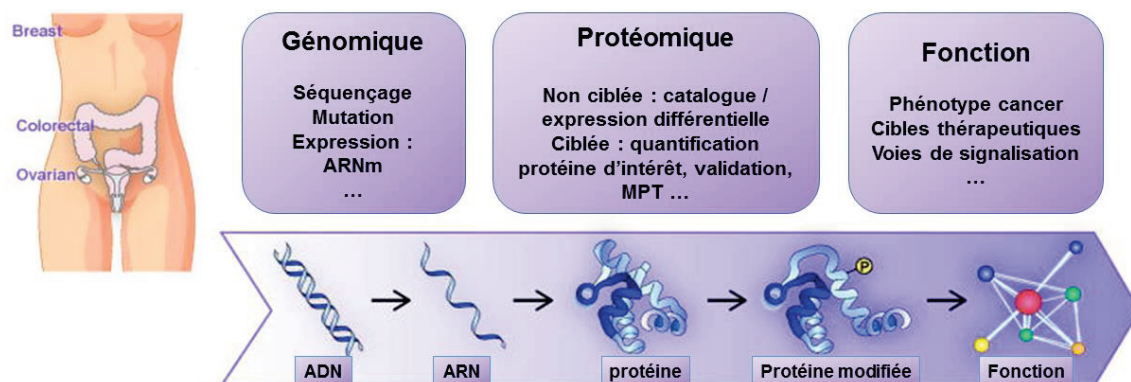 Breast
Colorectal
Ovarian
Génomique
Séquençage
Mutation
Expression :
ARNm
…
Protéomique
Non ciblée : catalogue /
expression différentielle
Ciblée : quantification
protéine d’intérêt, validation,
MPT …
Fonction
Phénotype cancer
Cibles thérapeutiques
Voies de signalisation
…
P
ADN
ARN
protéine
Protéine modifiée
Fonction